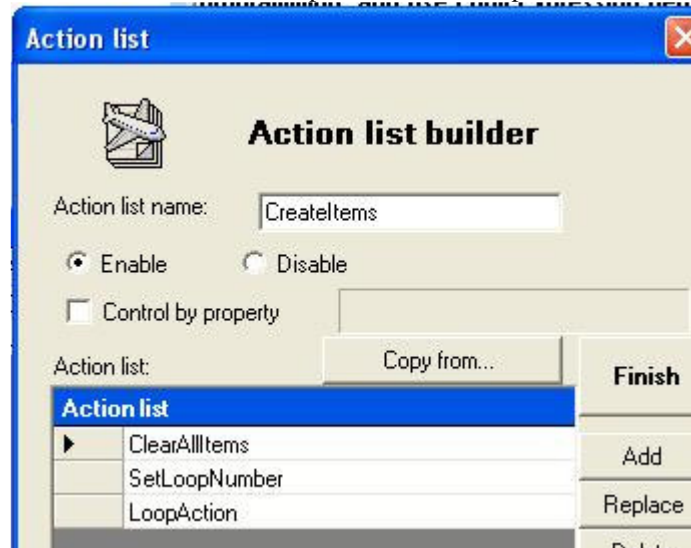 Action list
Action list builder
Action list name: CreateItems
Enable Disable
Control by property
Action list: Copy from... Finish
Action list
ClearAllItems Add
SetLoopNumber
LoopAction Replace